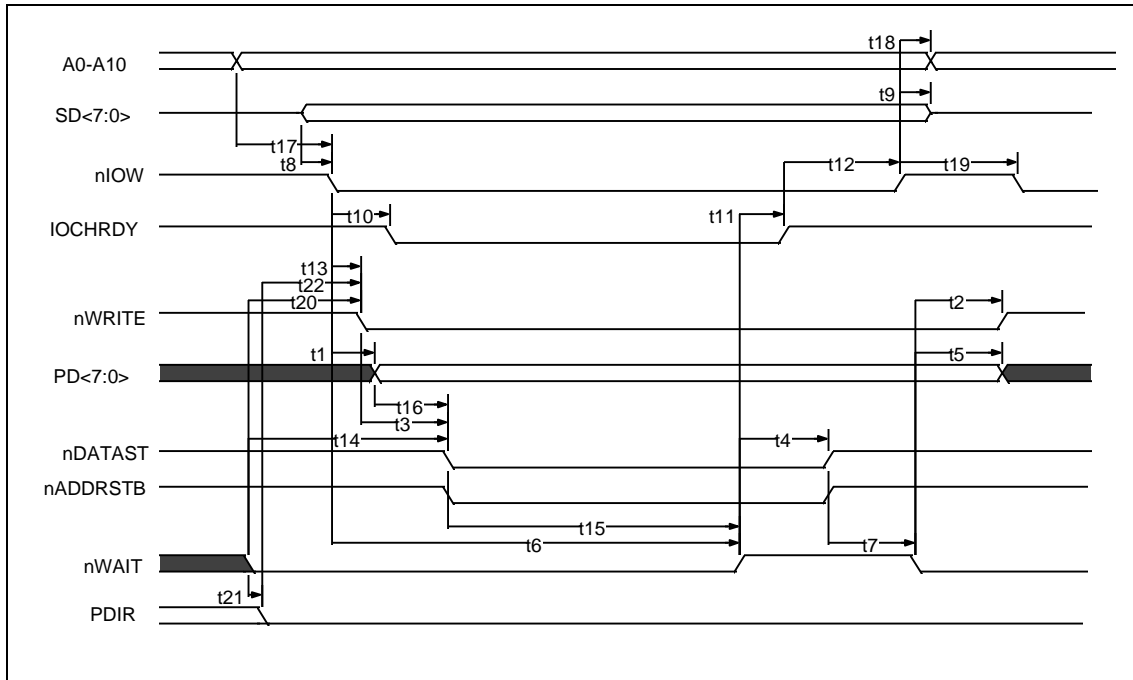 t18
A0-A10
t9
SD<7:0>
t17
t8
t12
nIOW
t19
t10
t11
IOCHRDY
t13
t22
t20
t2
nWRITE
t1
t5
PD<7:0>
t16
t3
t14
t4
nDATAST
nADDRSTB
t15
t6
t7
nWAIT
t21
PDIR